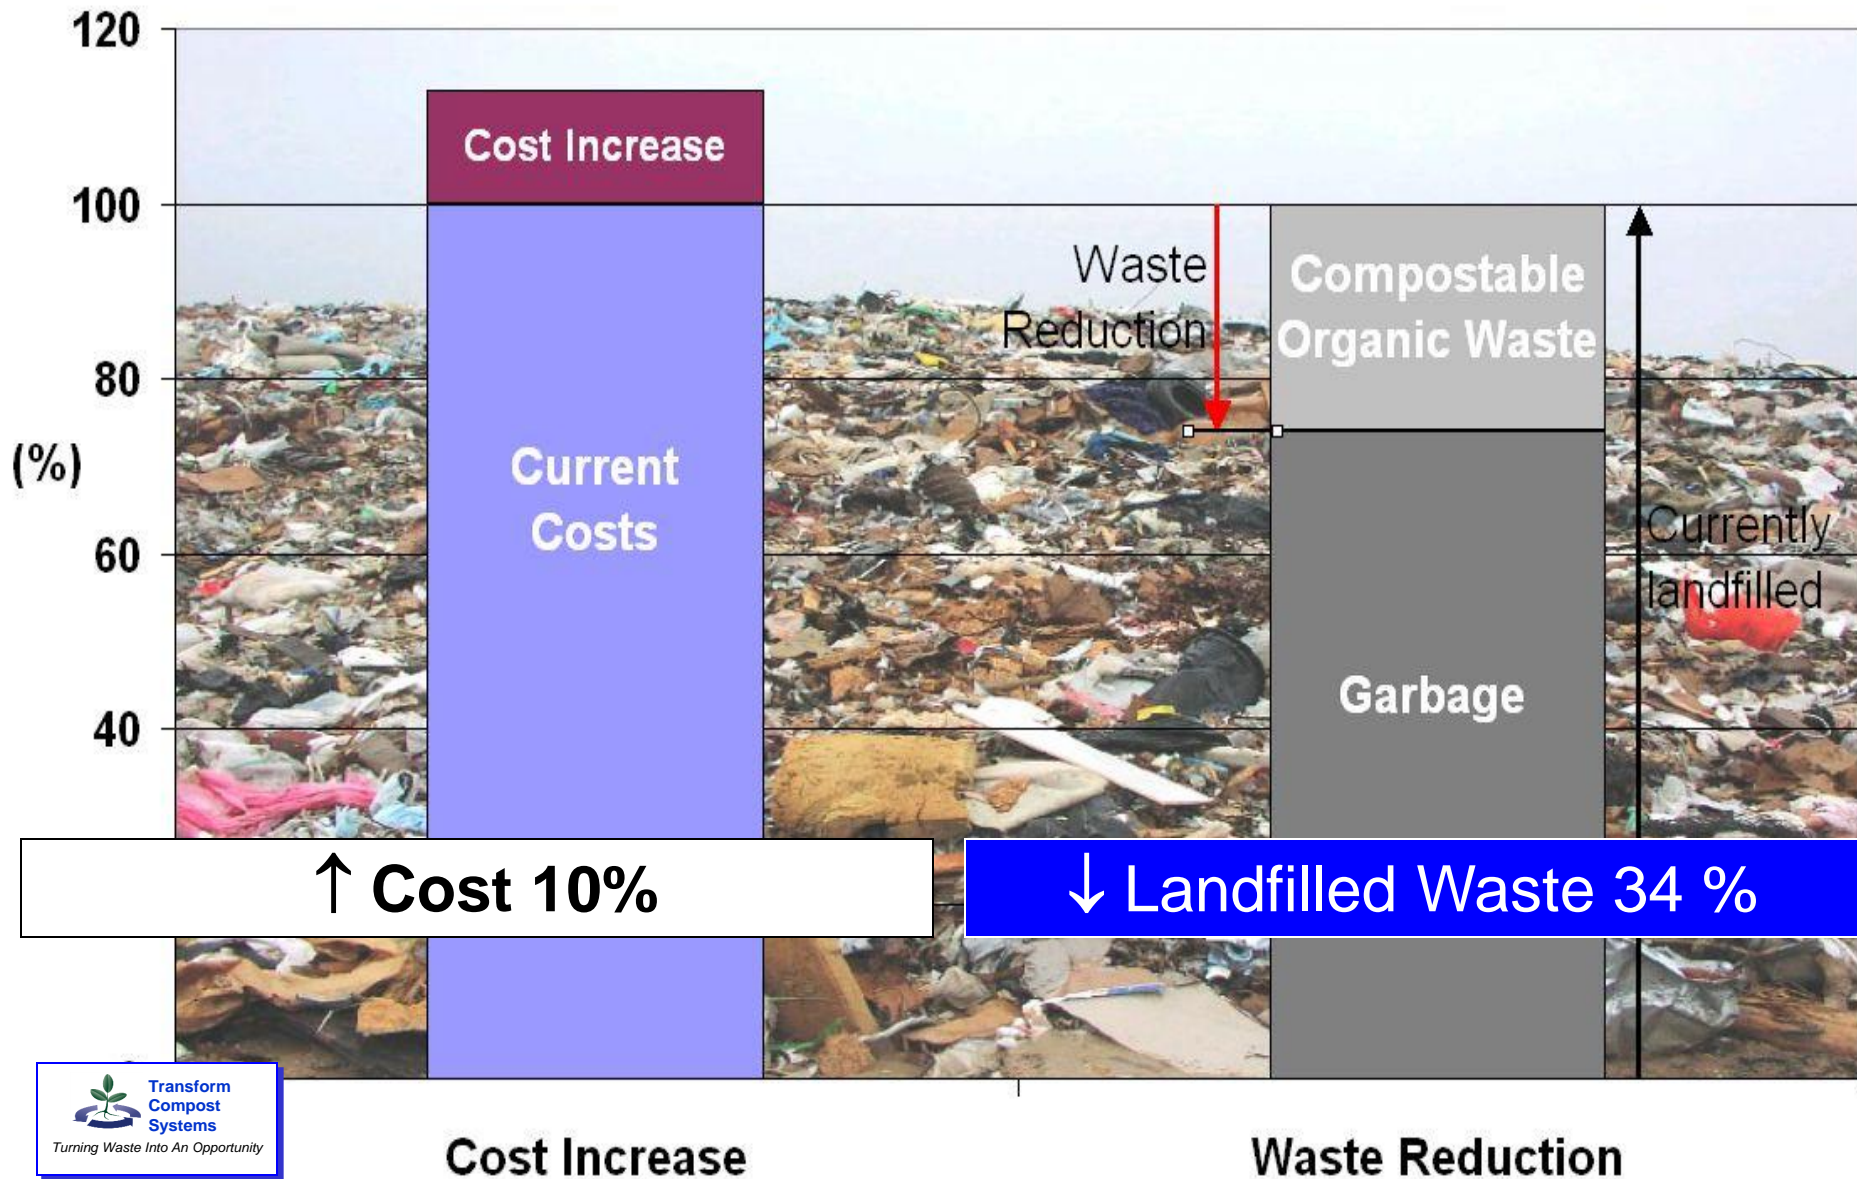 120
Cost Increase
100
Waste
Reduction
Compostable
Organic Waste
80
(%)
Current
Costs
60
Currently
landfilled
Garbage
40
↑ Cost 10%
↓ Landfilled Waste 34 %
Transform
Compost
Systems
Turning Waste Into An Opportunity
Cost Increase
Waste Reduction